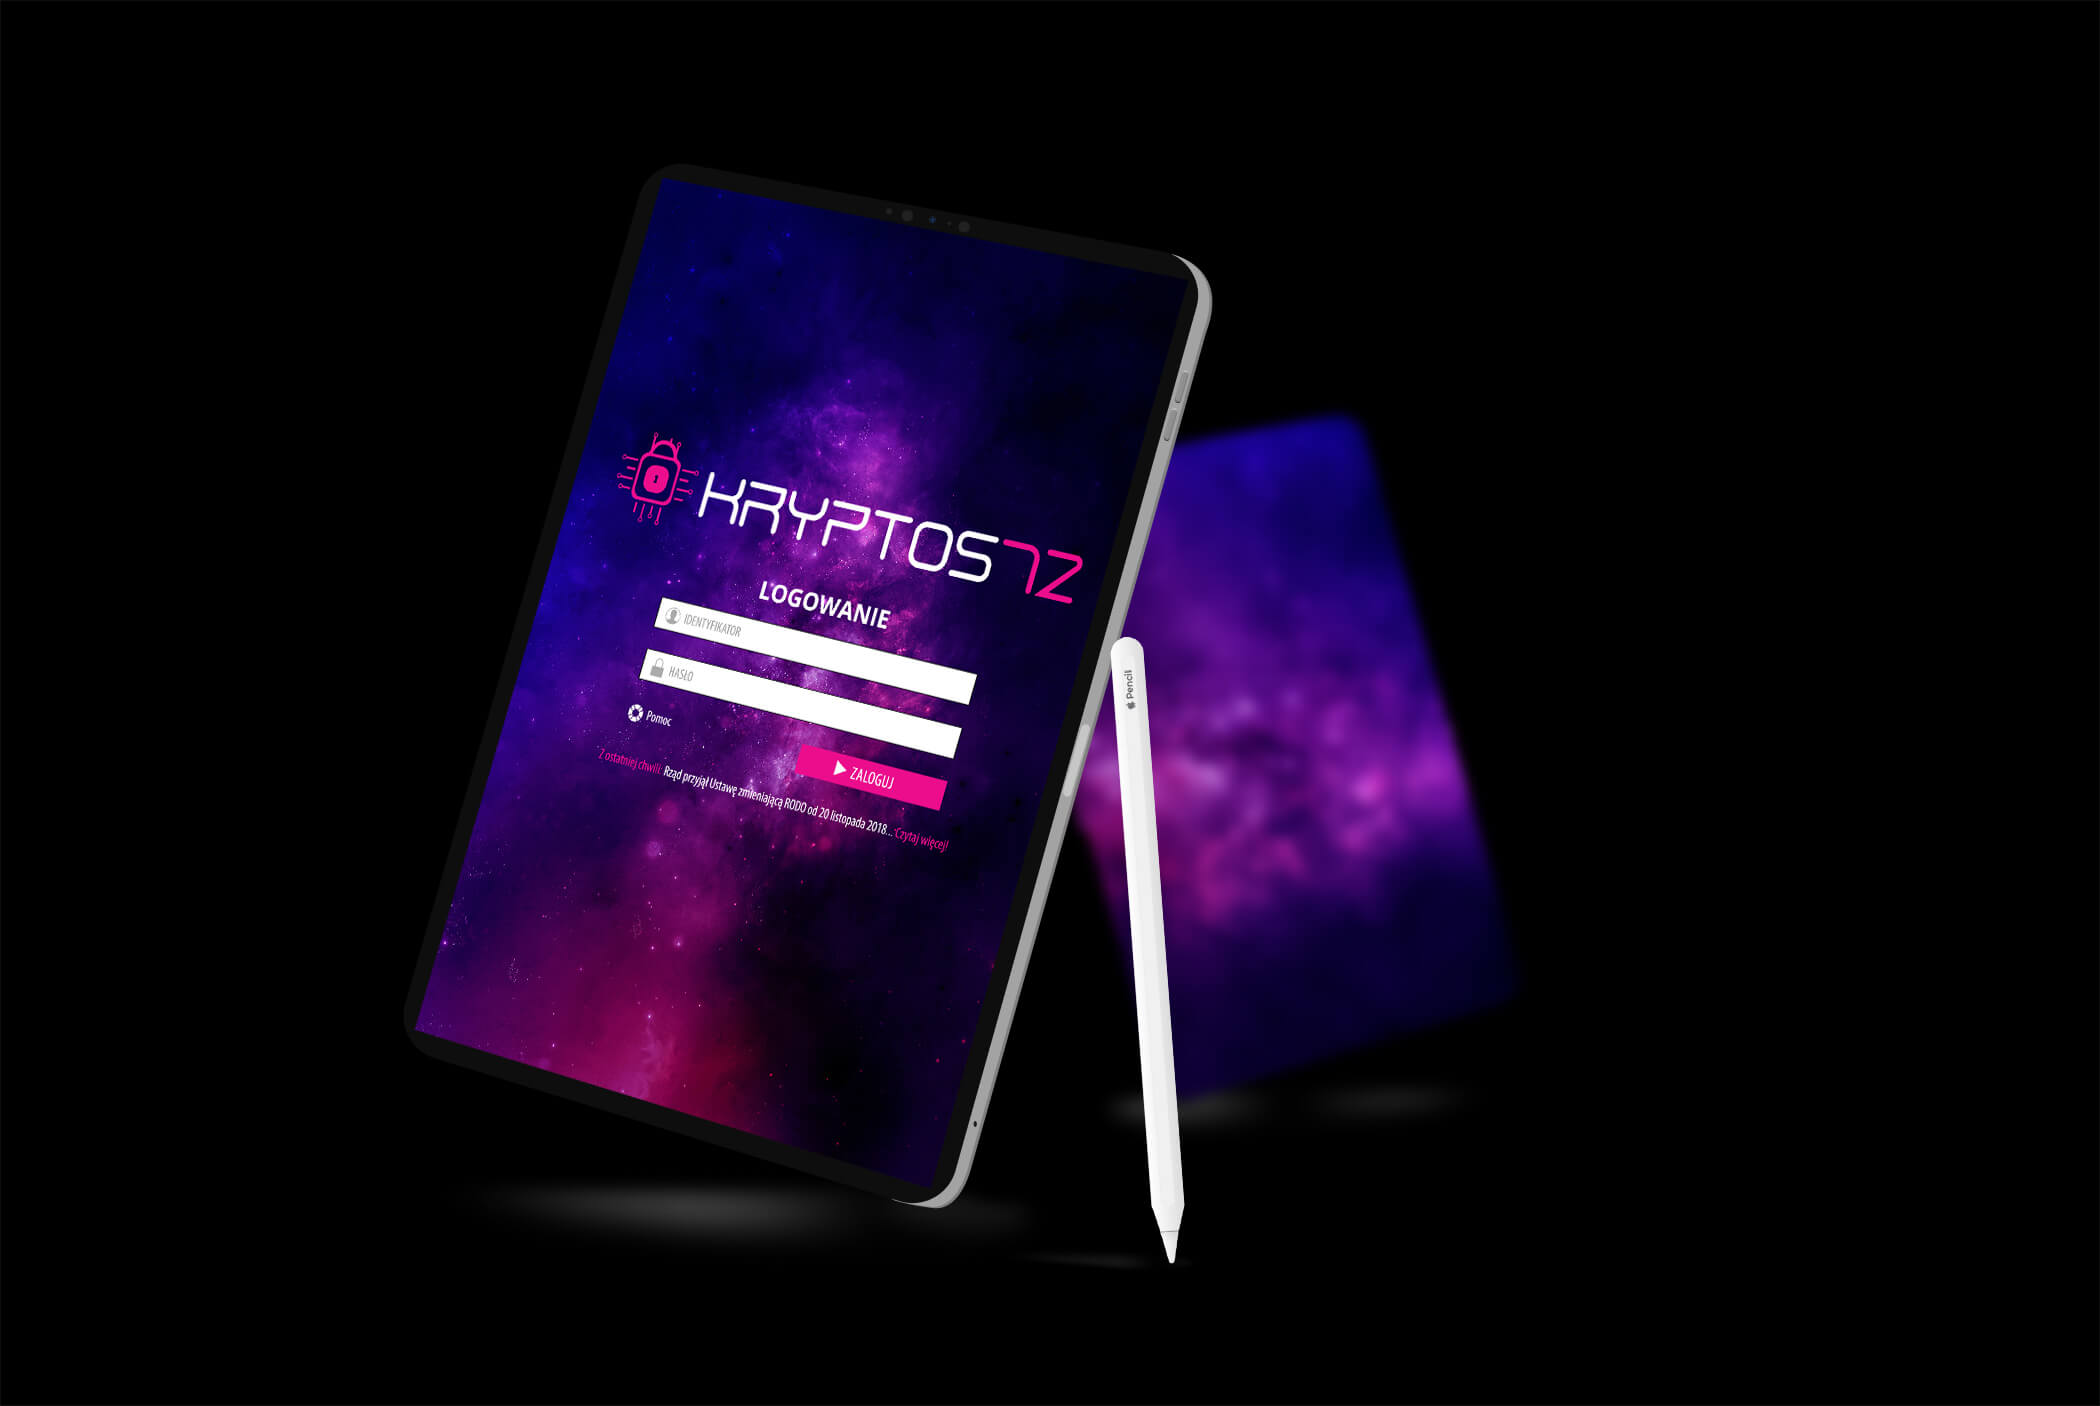 KRYPTOS72
LOGOWANIE
IDENTYFIKATOR
HASŁO
Pomoc
ZALOGUJ
Z ostatniej chwili: Rząd przyjął Ustawę zmieniającą RODO od 20 listopada 2018... Czytaj więcej!
Pencil